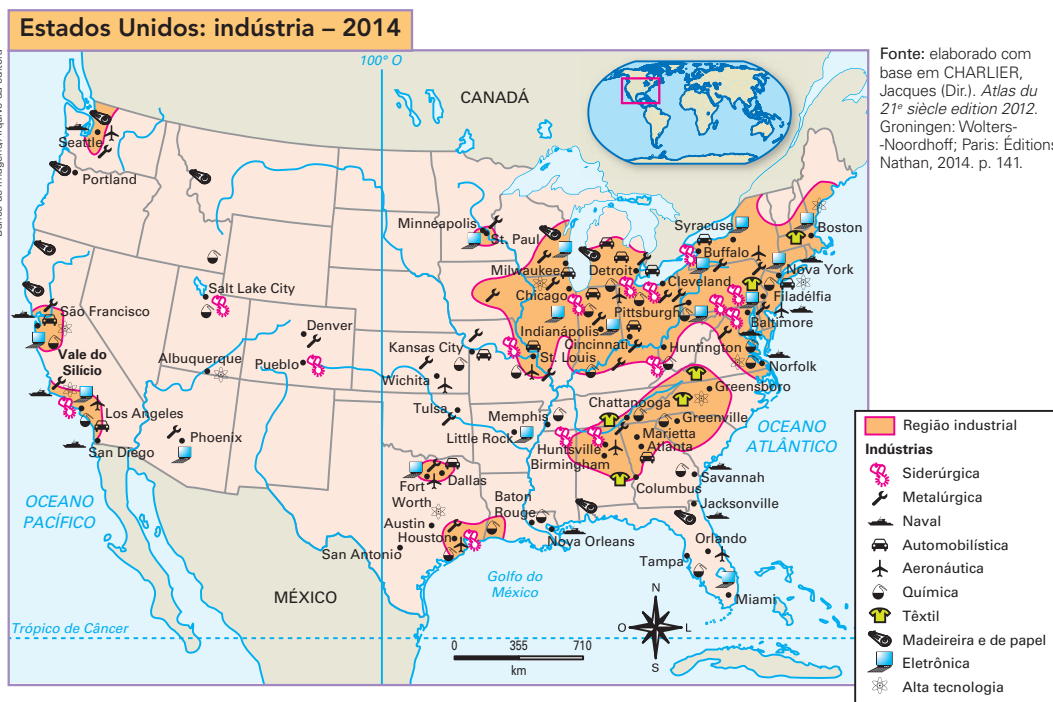 Estados Unidos: indústria – 2014
100° O
CANADÁ
Fonte: elaborado com
base em CHARLIER,
Jacques (Dir.). Atlas du
21e siècle edition 2012.
Groningen: Wolters-
-Noordhoff; Paris: Éditions
Nathan, 2014. p. 141.
Seattle
Portland
Minneapolis
St. Paul
Syracuse
Boston
Buffalo
Milwaukee
Detroit
Nova York
Cleveland
Salt Lake City
Chicago
Filadélfia
Pittsburgh
São Francisco
Baltimore
Denver
Indianápolis
Cincinnati
Kansas City
Huntington
Vale do
Silício
Albuquerque
Pueblo
St. Louis
Norfolk
Wichita
Greensboro
Los Angeles
Tulsa
Memphis
Chattanooga
Greenville
OCEANO
ATLÂNTICO
Phoenix
Little Rock
Marietta
Atlanta
San Diego
Huntsville
Birmingham
Dallas
Fort
Worth
Columbus
Savannah
OCEANO
PACÍFICO
Baton
Rouge
Jacksonville
Austin
Houston
Nova Orleans
Orlando
San Antonio
Tampa
Golfo do
México
MÉXICO
Miami
Trópico de Câncer
N
O
L
S
0 355 710
km
Região industrial
Indústrias
Siderúrgica
Metalúrgica
Naval
Automobilística
Aeronáutica
Química
Têxtil
Madeireira e de papel
Eletrônica
Alta tecnologia